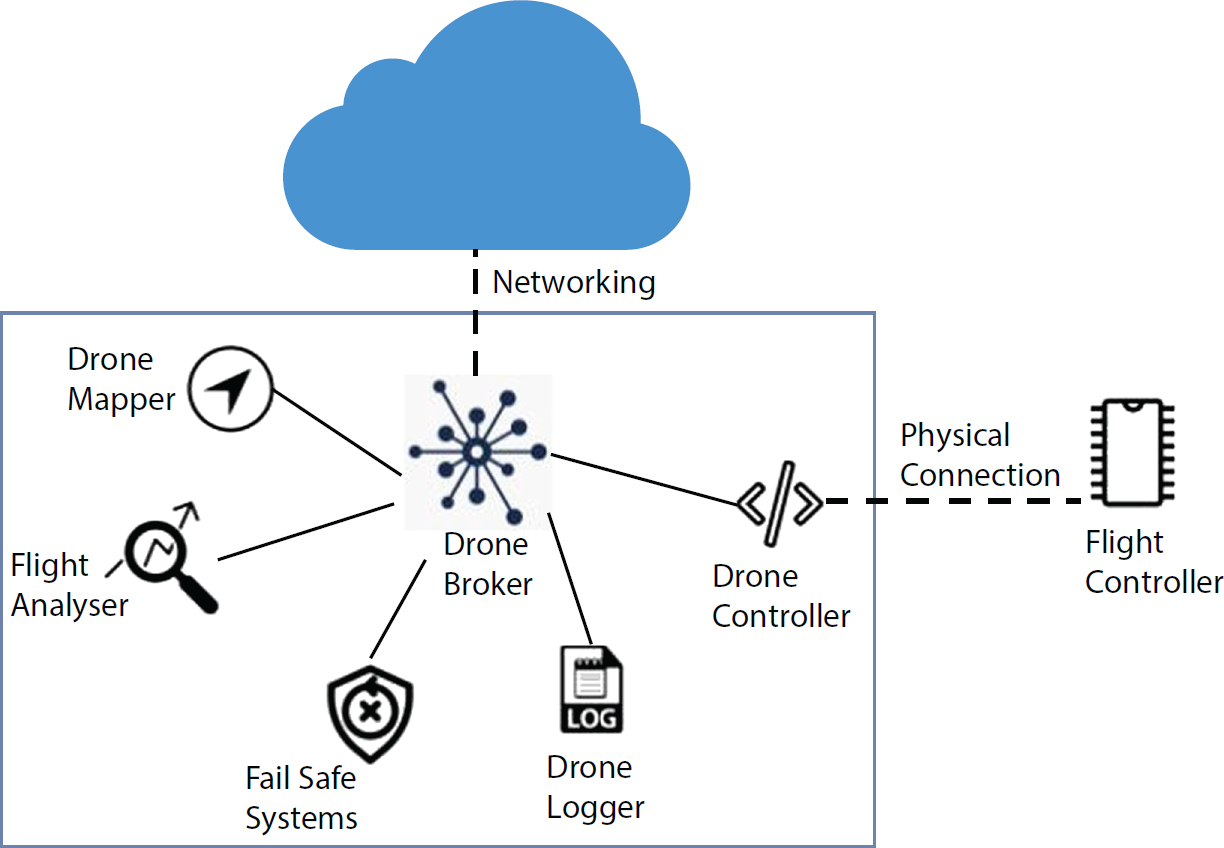 Networking
Drone
Mapper
Physical
Connection
Drone
Broker
Flight
Analyser
Flight
Controller
Drone
Controller
LOG
Fail Safe
Systems
Drone
Logger